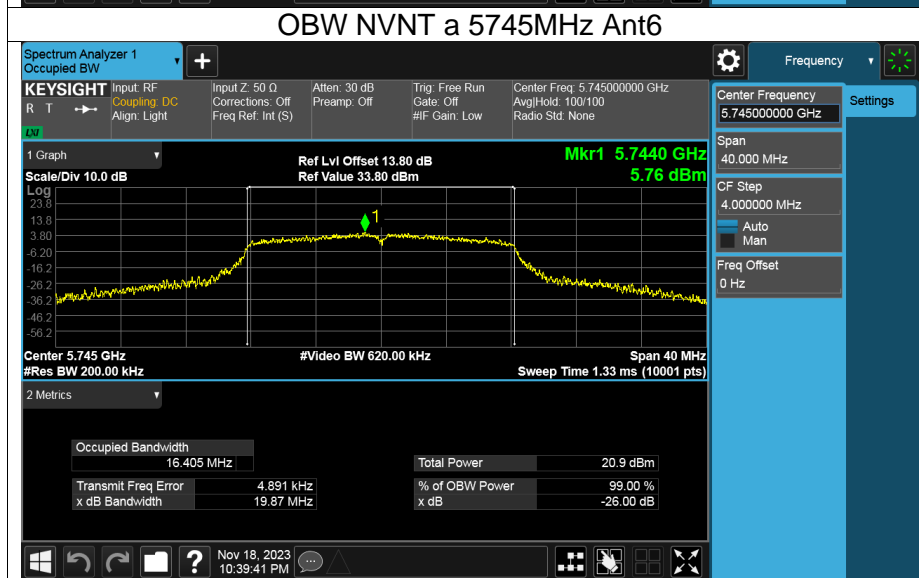 OBW NVNT a 5745MHz Ant6
Spectrum Analyzer 1
Occupied BW
+
Frequency
KEYSIGHT
R T
LXI
Input: RF
Coupling: DC
Align: Light
Input Z: 50 Ω
Corrections: Off
Freq Ref: Int (S)
Atten: 30 dB
Preamp: Off
Trig: Free Run
Gate: Off
#IF Gain: Low
Center Freq: 5.745000000 GHz
Avg|Hold: 100/100
Radio Std: None
Center Frequency
5.745000000 GHz
Settings
Span
40.000 MHz
CF Step
4.000000 MHz
Auto
Man
Freq Offset
0 Hz
1 Graph
Scale/Div 10.0 dB
Ref Lvl Offset 13.80 dB
Ref Value 33.80 dBm
Mkr1 5.7440 GHz
5.76 dBm
Log
23.8
13.8
3.80
-6.20
-16.2
-26.2
-36.2
-46.2
-56.2
1
Center 5.745 GHz
#Res BW 200.00 kHz
#Video BW 620.00 kHz
Span 40 MHz
Sweep Time 1.33 ms (10001 pts)
2 Metrics
Occupied Bandwidth
16.405 MHz
Transmit Freq Error 4.891 kHz
x dB Bandwidth 19.87 MHz
Total Power 20.9 dBm
% of OBW Power 99.00 %
x dB -26.00 dB
?
Nov 18, 2023
10:39:41 PM